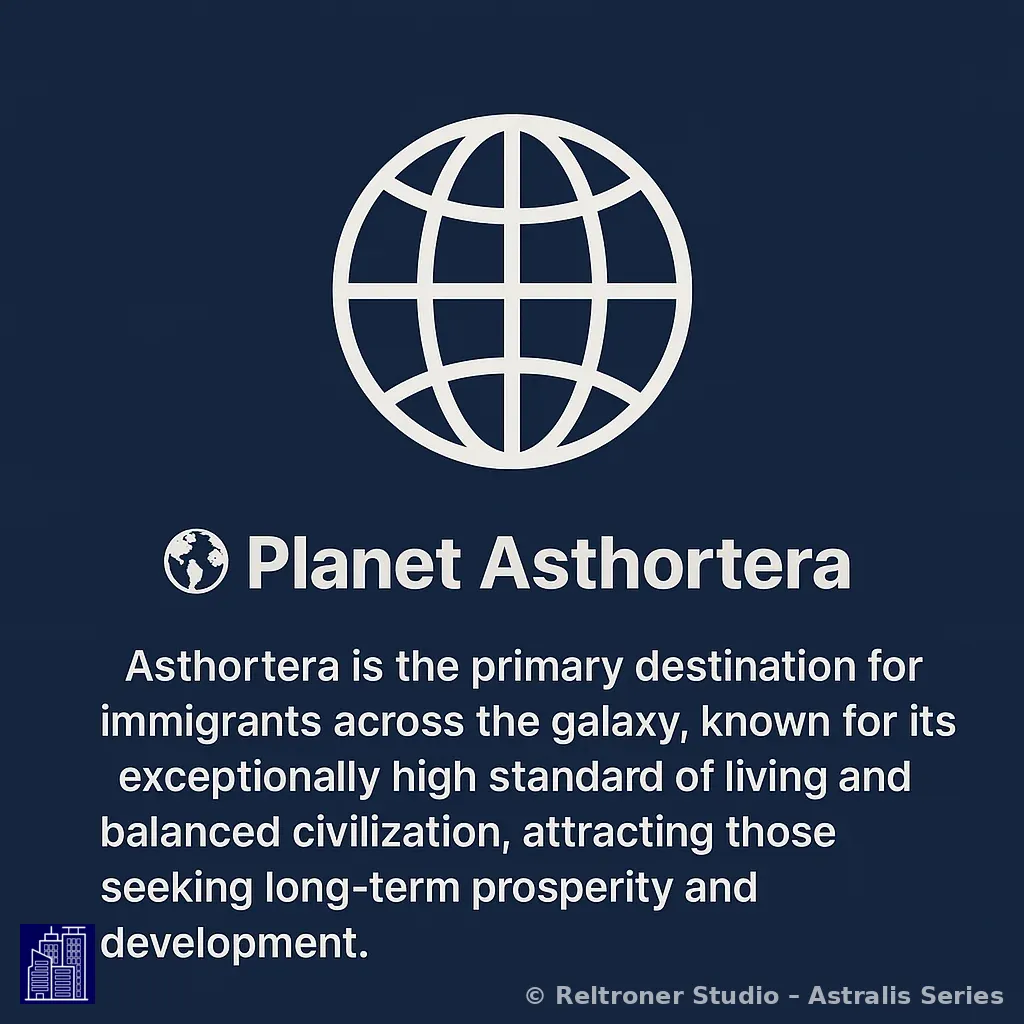 🌎 Planet Asthortera
Asthortera is the primary destination for
immigrants across the galaxy, known for its
exceptionally high standard of living and
balanced civilization, attracting those
seeking long-term prosperity and
development.
© Reltroner Studio – Astralis Series